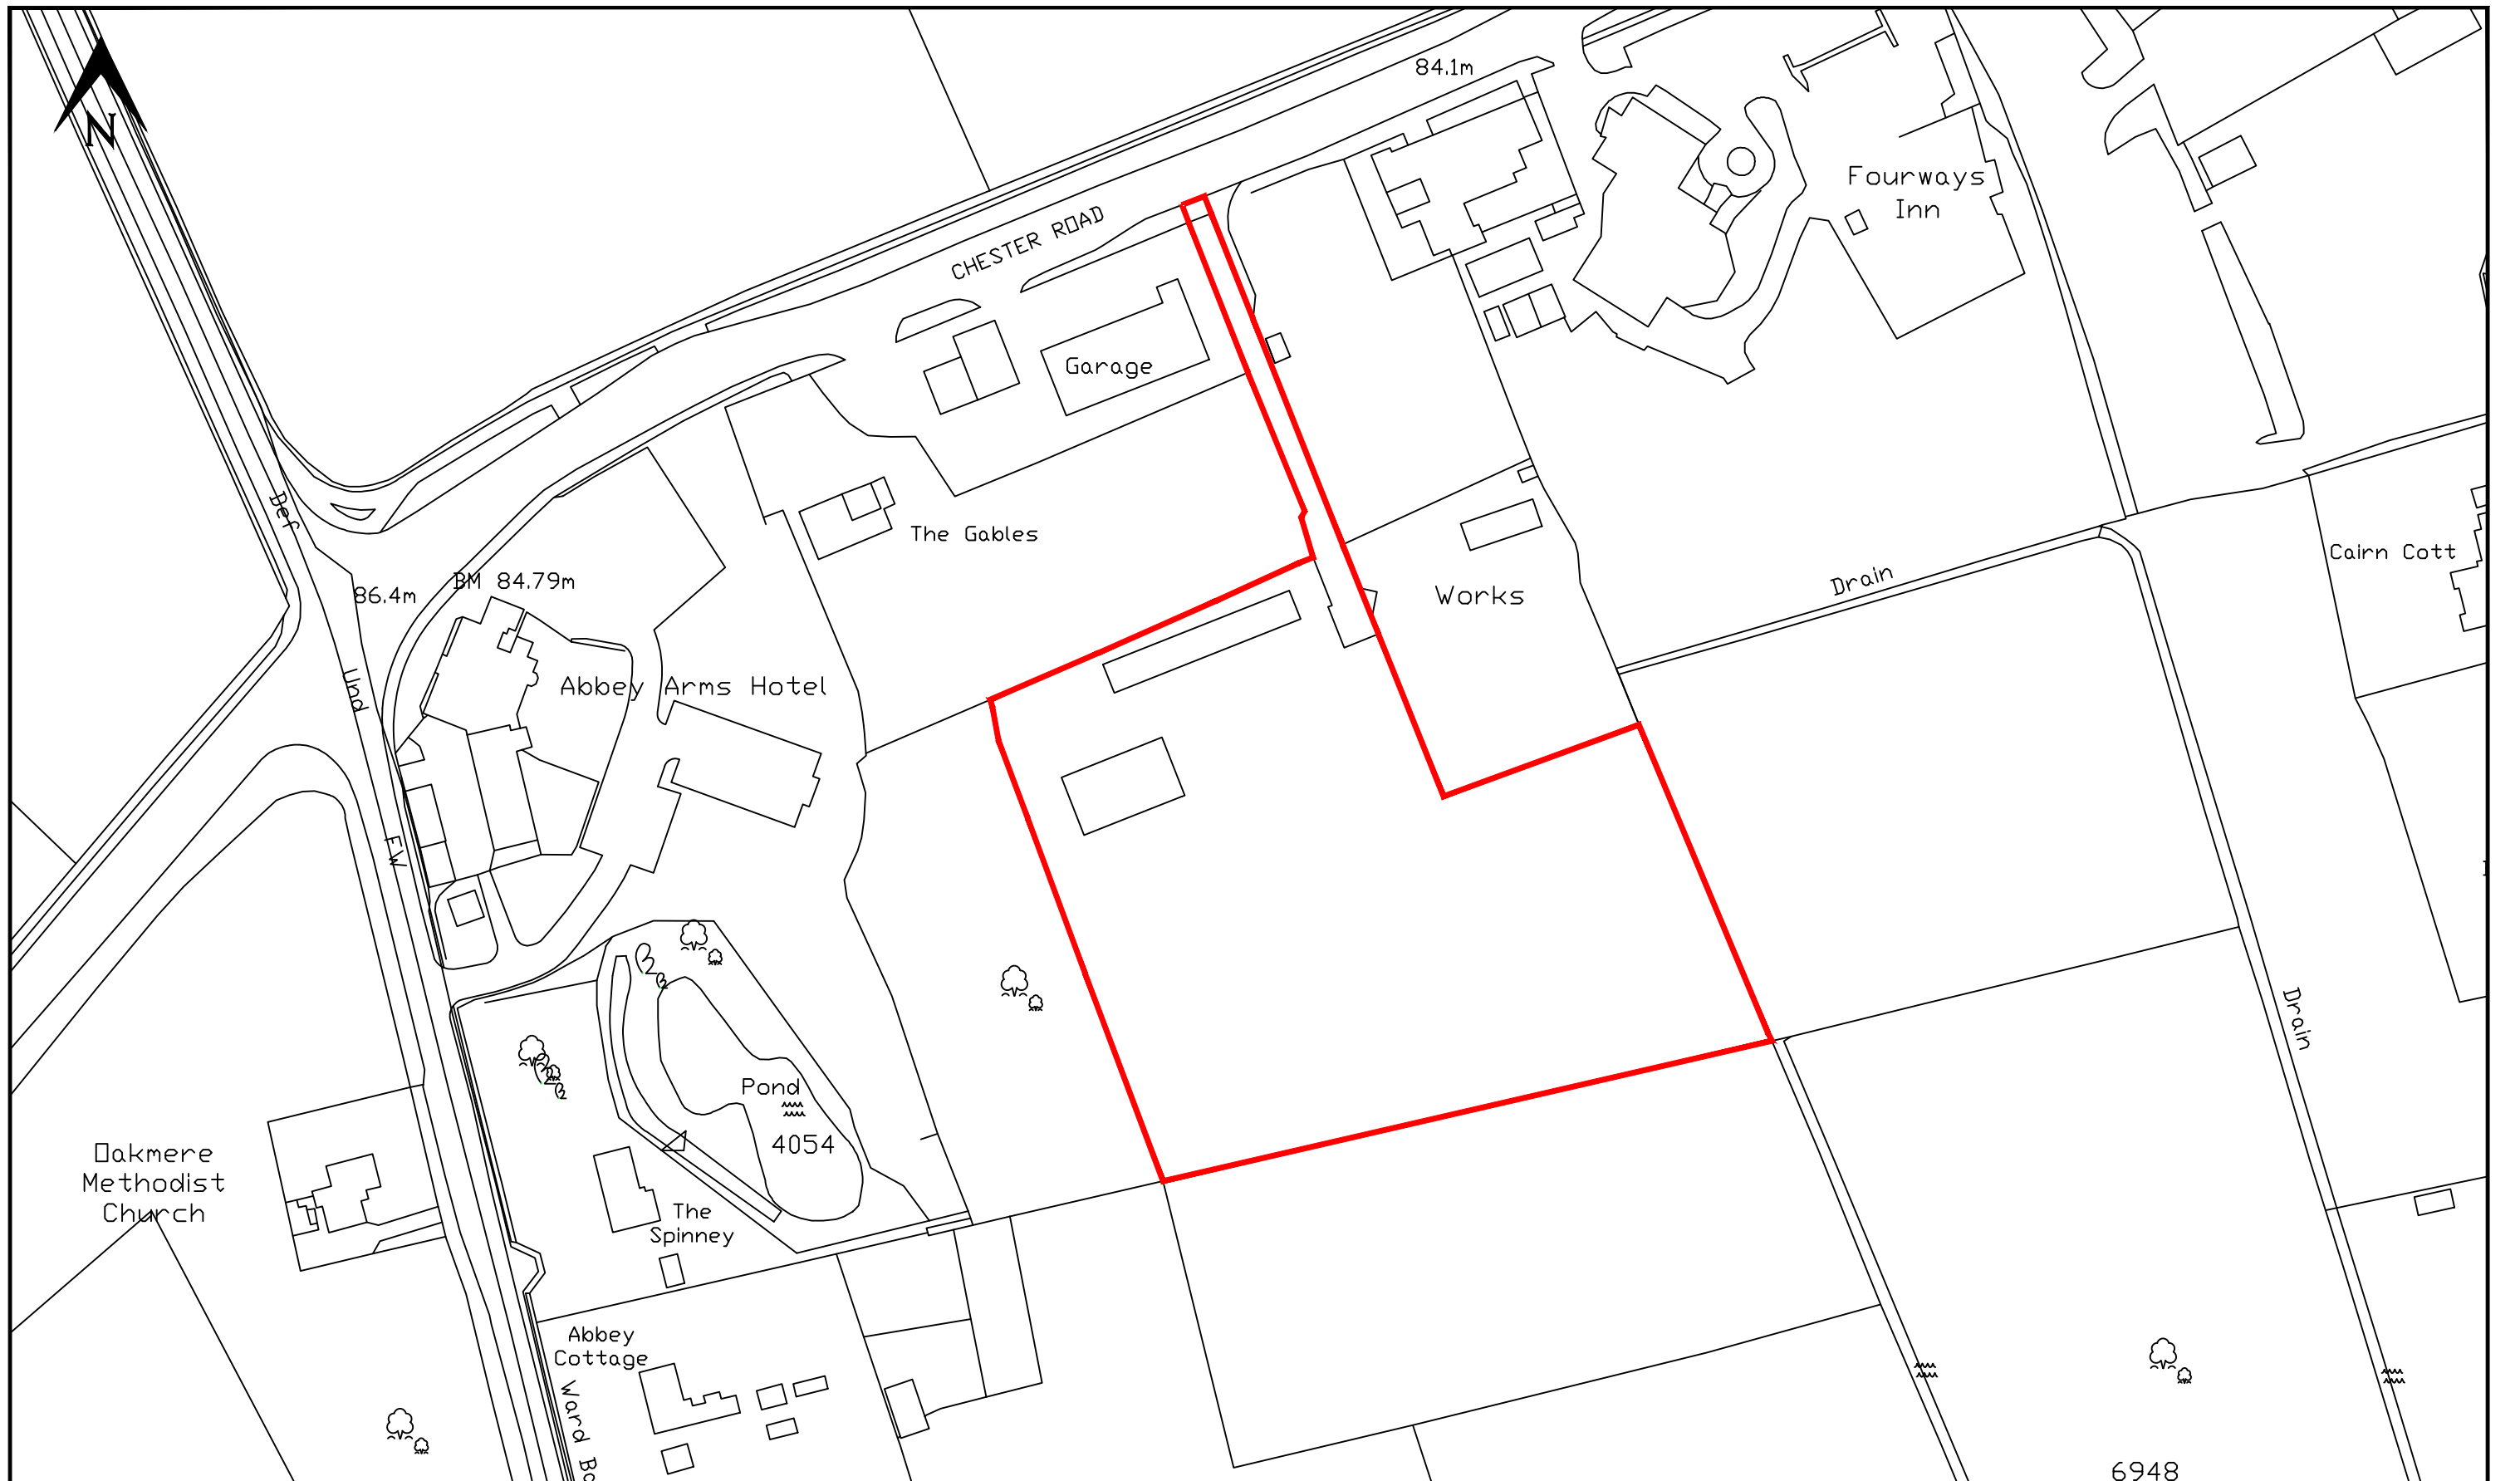 N
84.1m
Fourways
Inn
CHESTER ROAD
Garage
Def
The Gables
Cairn Cott
BM 84.79m
86.4m
Drain
Works
Und
Abbey Arms Hotel
FW
Drain
Pond
4054
Oakmere
Methodist
Church
The
Spinney
Abbey
Cottage
Ward
6948